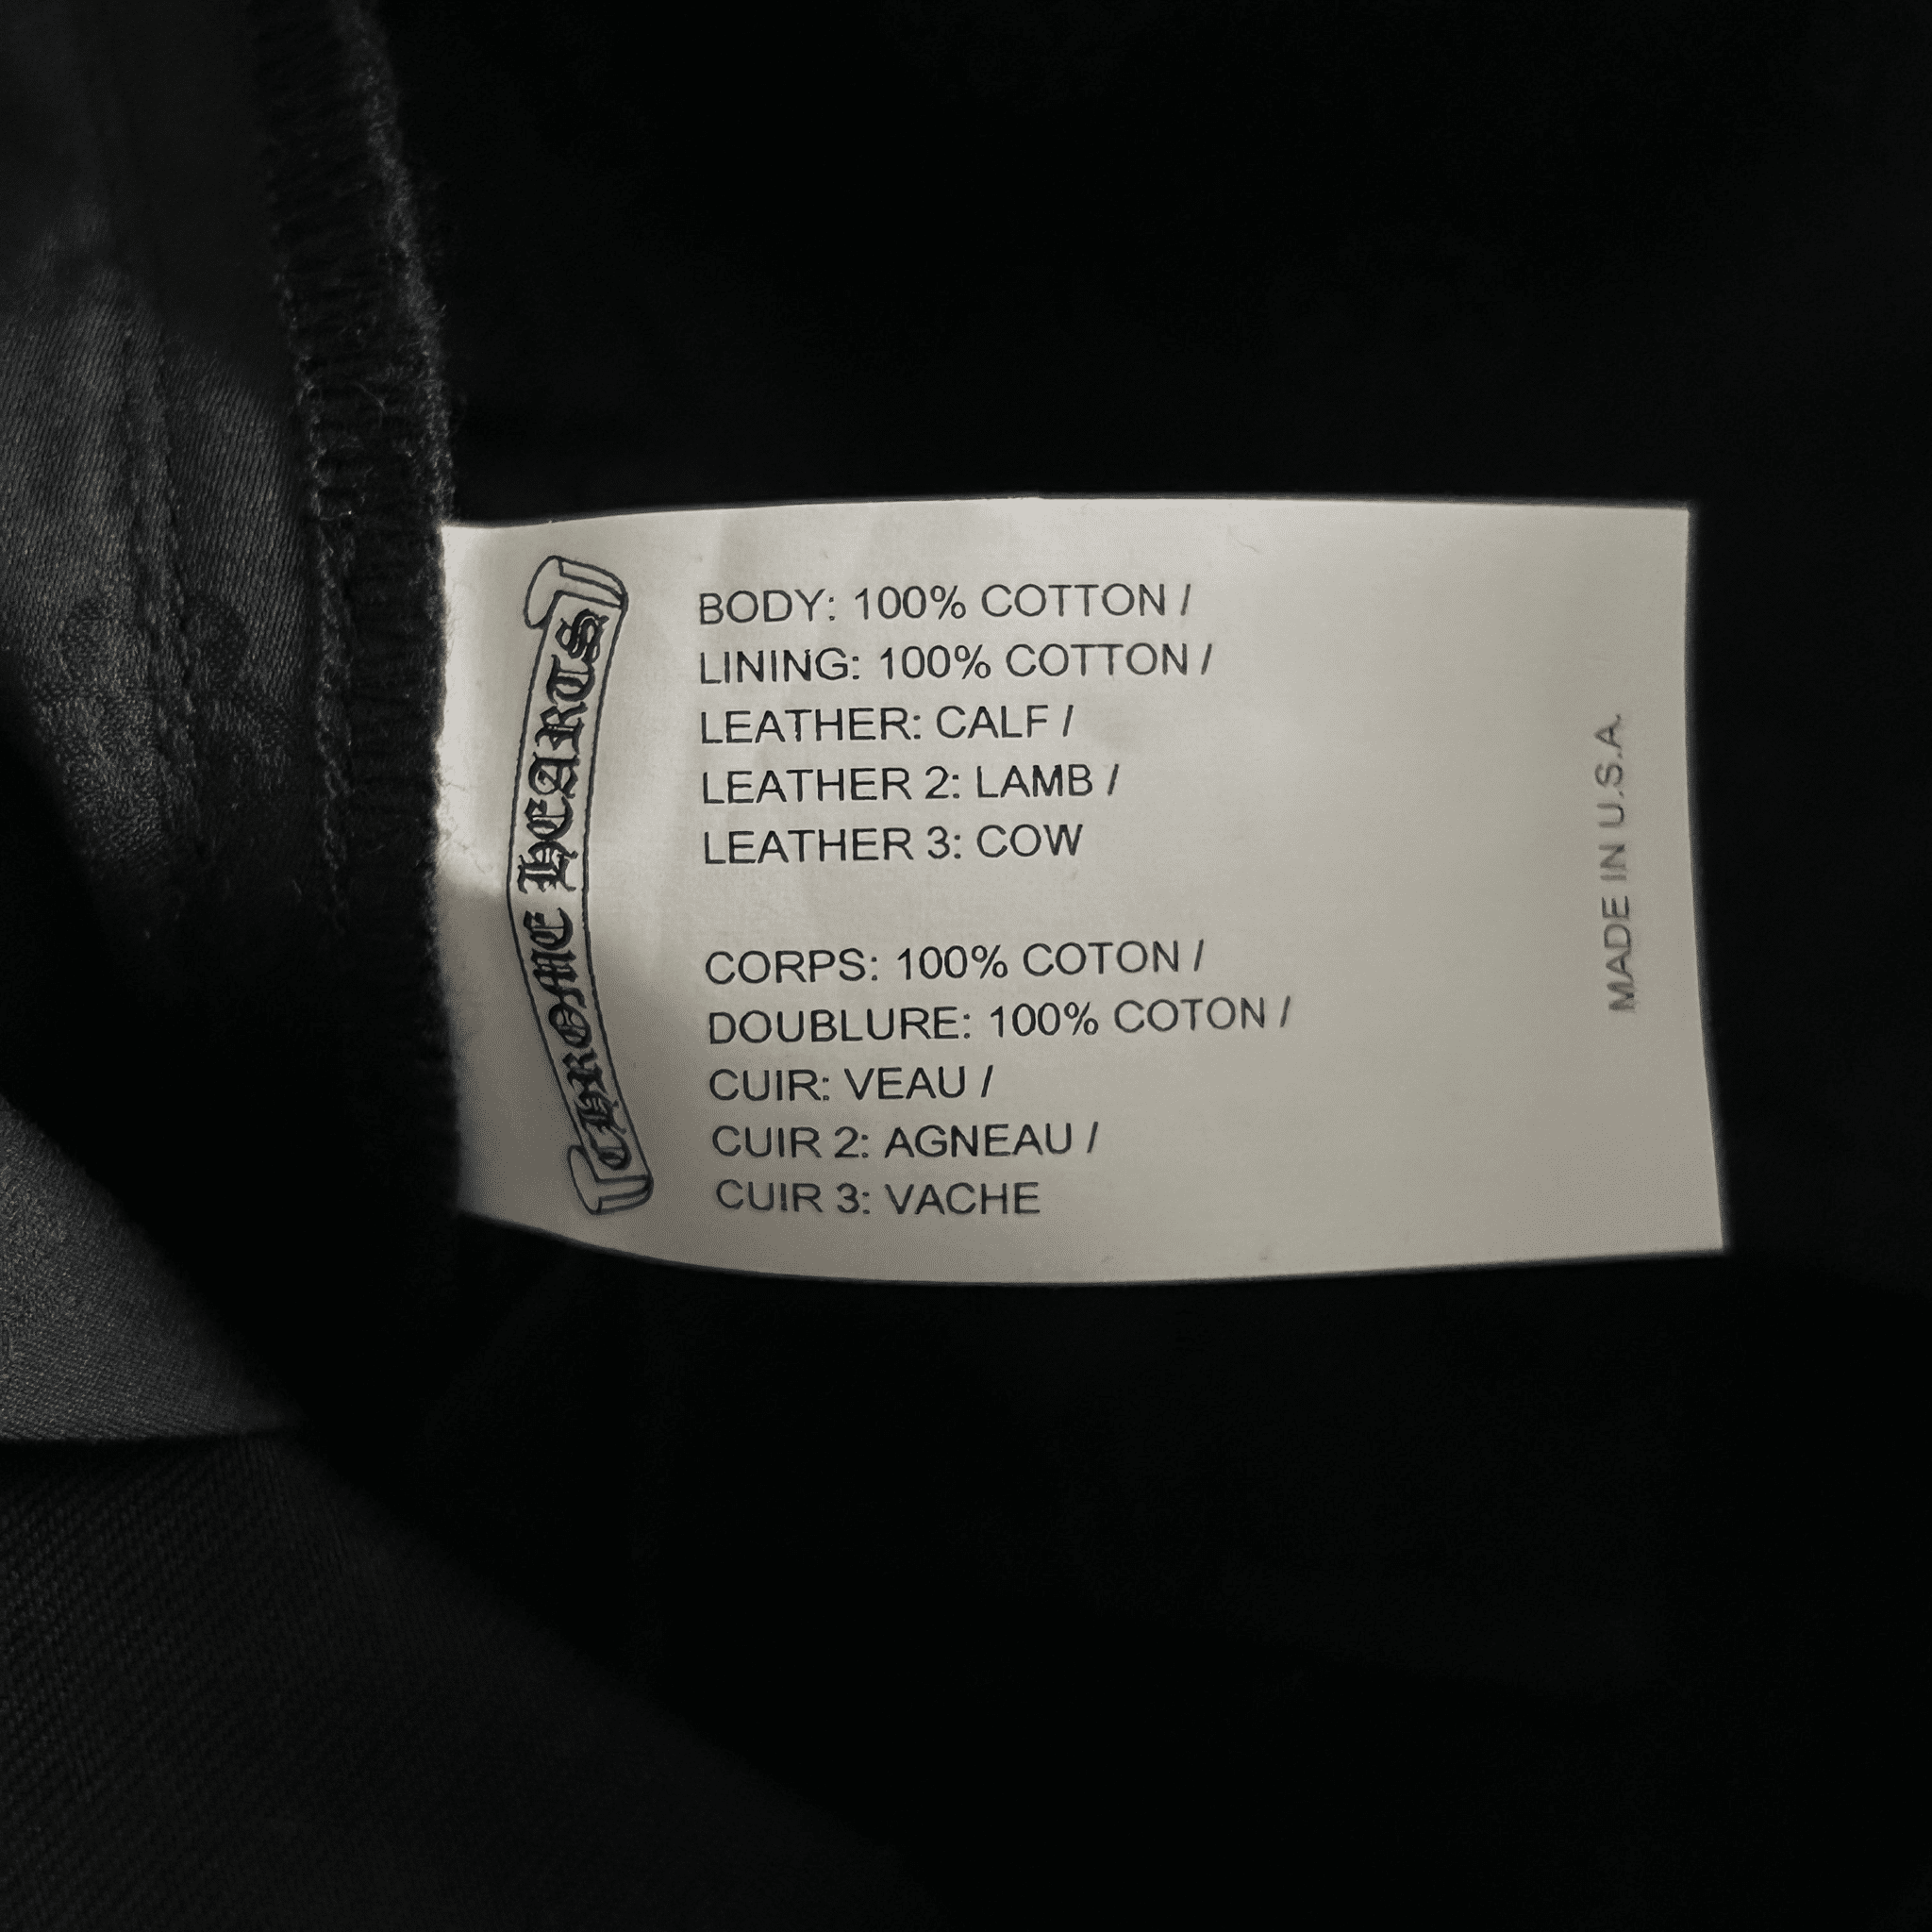 CHROME HEARTS
BODY: 100% COTTON /
LINING: 100% COTTON /
LEATHER: CALF /
LEATHER 2: LAMB /
LEATHER 3: COW
CORPS: 100% COTON /
DOUBLURE: 100% COTON /
CUIR: VEAU /
CUIR 2: AGNEAU /
CUIR 3: VACHE
MADE IN U.S.A.